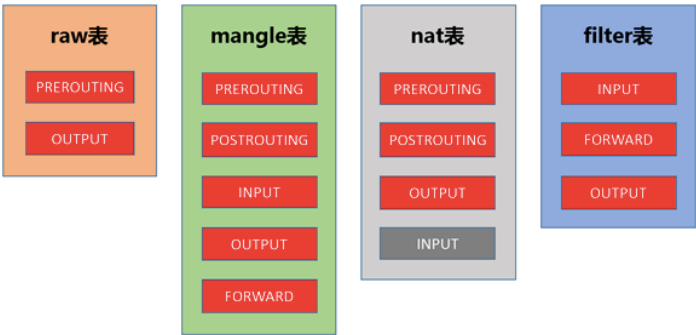 raw表
PREROUTING
OUTPUT
mangle表
PREROUTING
POSTROUTING
INPUT
OUTPUT
FORWARD
nat表
PREROUTING
POSTROUTING
OUTPUT
INPUT
filter表
INPUT
FORWARD
OUTPUT